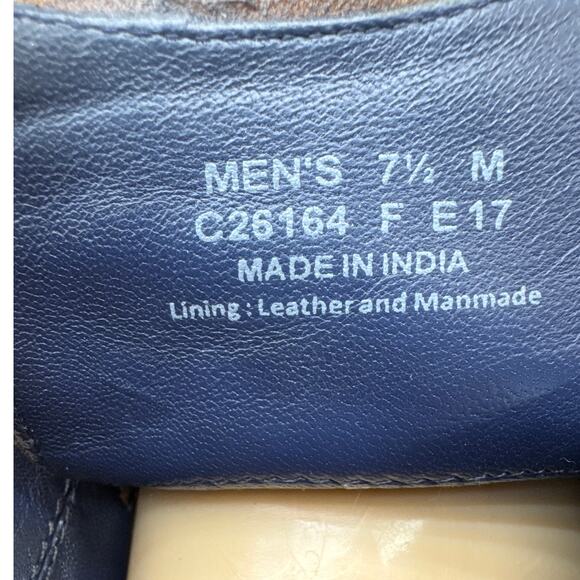 MEN'S 7½ M
C26164 F E17
MADE IN INDIA
Lining : Leather and Manmade